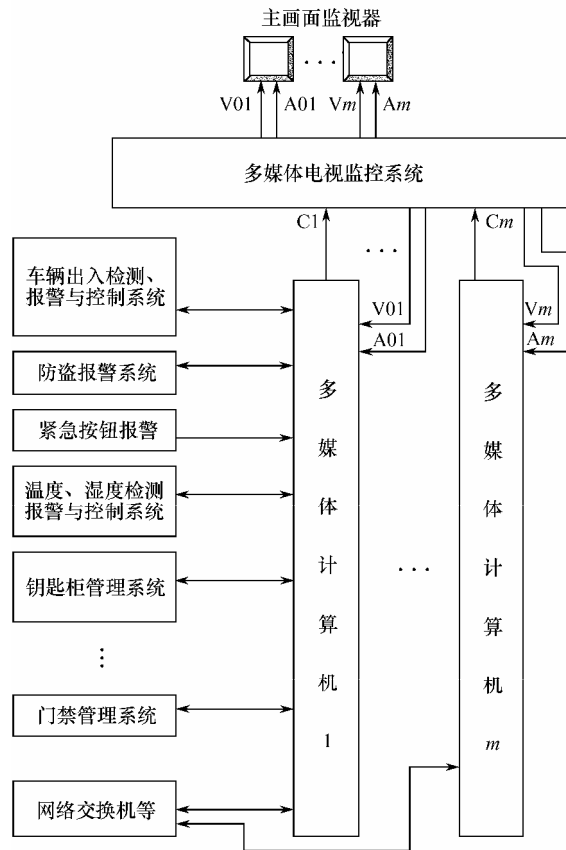 主画面监视器
···
V01
A01
Vm
Am
多媒体电视监控系统
C1
···
Cm
车辆出入检测、
报警与控制系统
V01
A01
Vm
Am
防盗报警系统
紧急按钮报警
温度、湿度检测
报警与控制系统
钥匙柜管理系统
⋮
门禁管理系统
网络交换机等
多媒体计算机1
···
多媒体计算机m